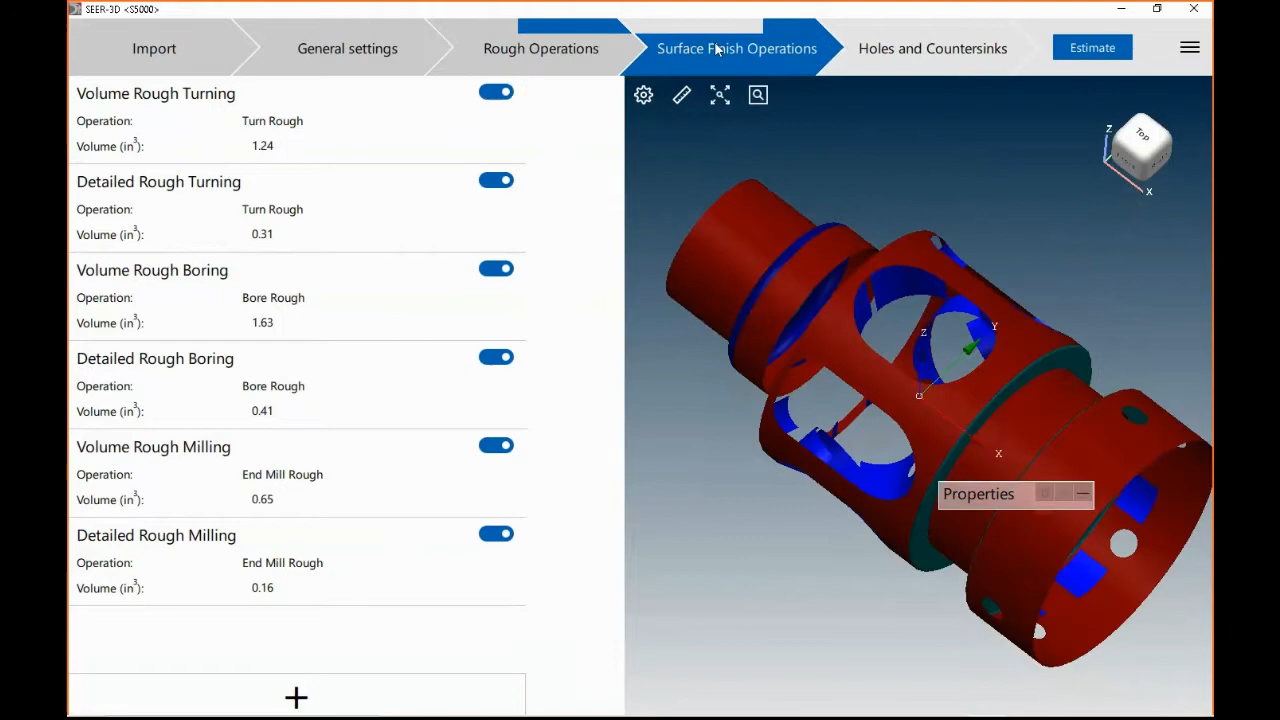 SEER-3D <S5000>
Import
General settings
Rough Operations
Surface Finish Operations
Holes and Countersinks
Estimate
Volume Rough Turning
Operation: Turn Rough
Volume (in³): 1.24
Detailed Rough Turning
Operation: Turn Rough
Volume (in³): 0.31
Volume Rough Boring
Operation: Bore Rough
Volume (in³): 1.63
Detailed Rough Boring
Operation: Bore Rough
Volume (in³): 0.41
Volume Rough Milling
Operation: End Mill Rough
Volume (in³): 0.65
Detailed Rough Milling
Operation: End Mill Rough
Volume (in³): 0.16
+
Top
Z
X
Z
Y
X
Properties